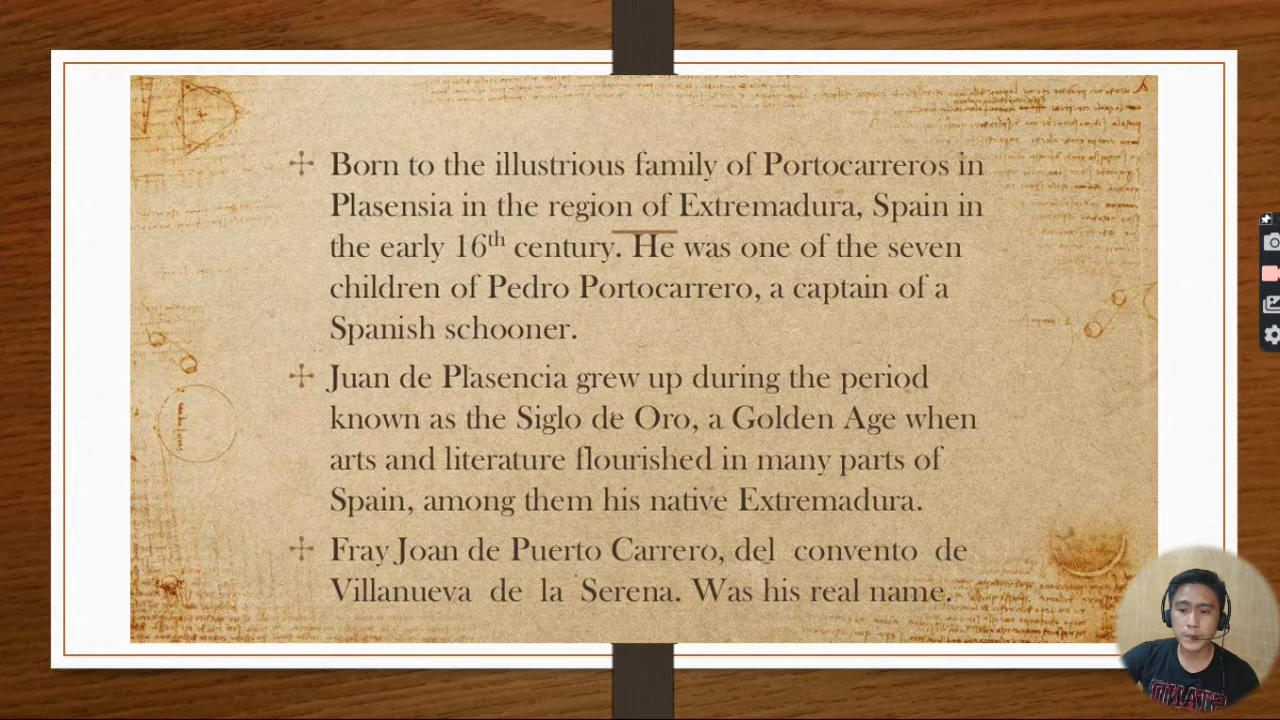 Born to the illustrious family of Portocarreros in
Plasensia in the region of Extremadura, Spain in
the early 16th century. He was one of the seven
children of Pedro Portocarrero, a captain of a
Spanish schooner.
Juan de Plasencia grew up during the period
known as the Siglo de Oro, a Golden Age when
arts and literature flourished in many parts of
Spain, among them his native Extremadura.
Fray Joan de Puerto Carrero, del convento de
Villanueva de la Serena. Was his real name.